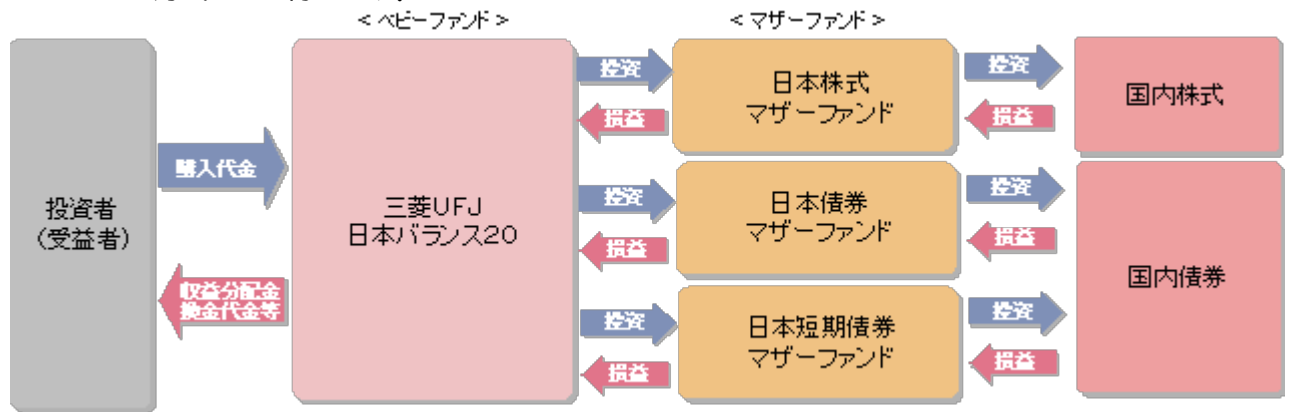 <ベビーファンド>
<マザーファンド>
投資者
(受益者)
購入代金
収益分配金
換金代金等
三菱UFJ
日本バランス20
投資
損益
日本株式
マザーファンド
投資
損益
国内株式
投資
損益
日本債券
マザーファンド
投資
損益
国内債券
投資
損益
日本短期債券
マザーファンド
投資
損益